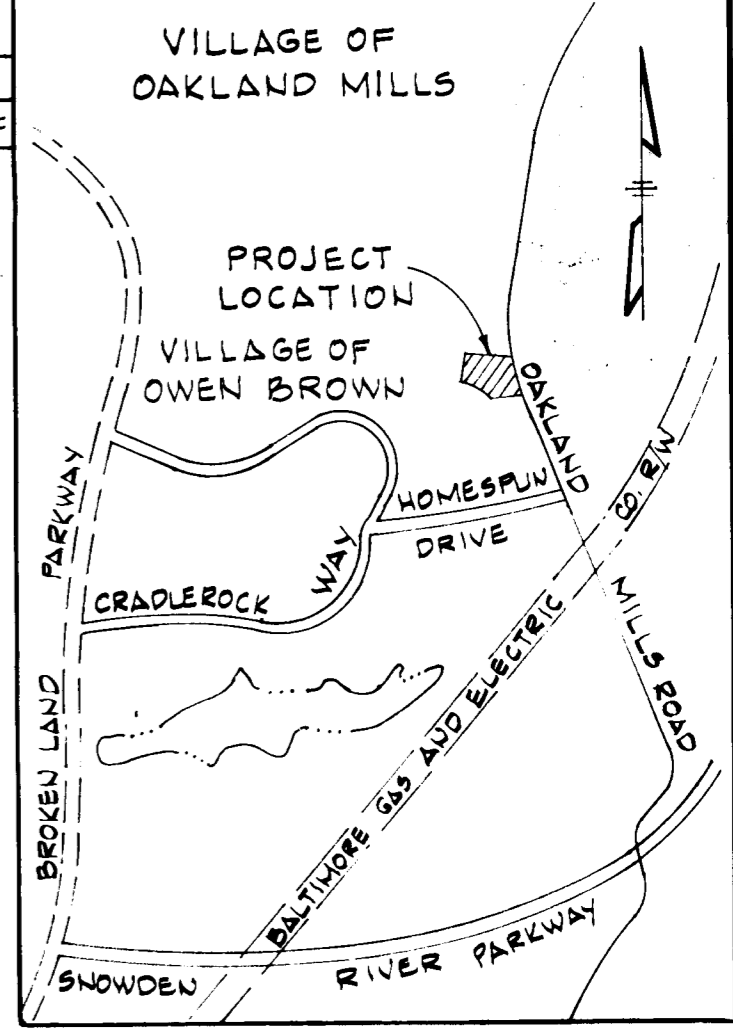 VILLAGE OF
OAKLAND MILLS
E
PROJECT
LOCATION
VILLAGE OF
OWEN BROWN
OAKLAND
MILLS ROAD
HOMESPUN
DRIVE
CRADLEROCK
WAY
BROKEN LAND
PARKWAY
BALTIMORE GAS AND ELECTRIC
CO. R/W
SNOWDEN
RIVER PARKWAY